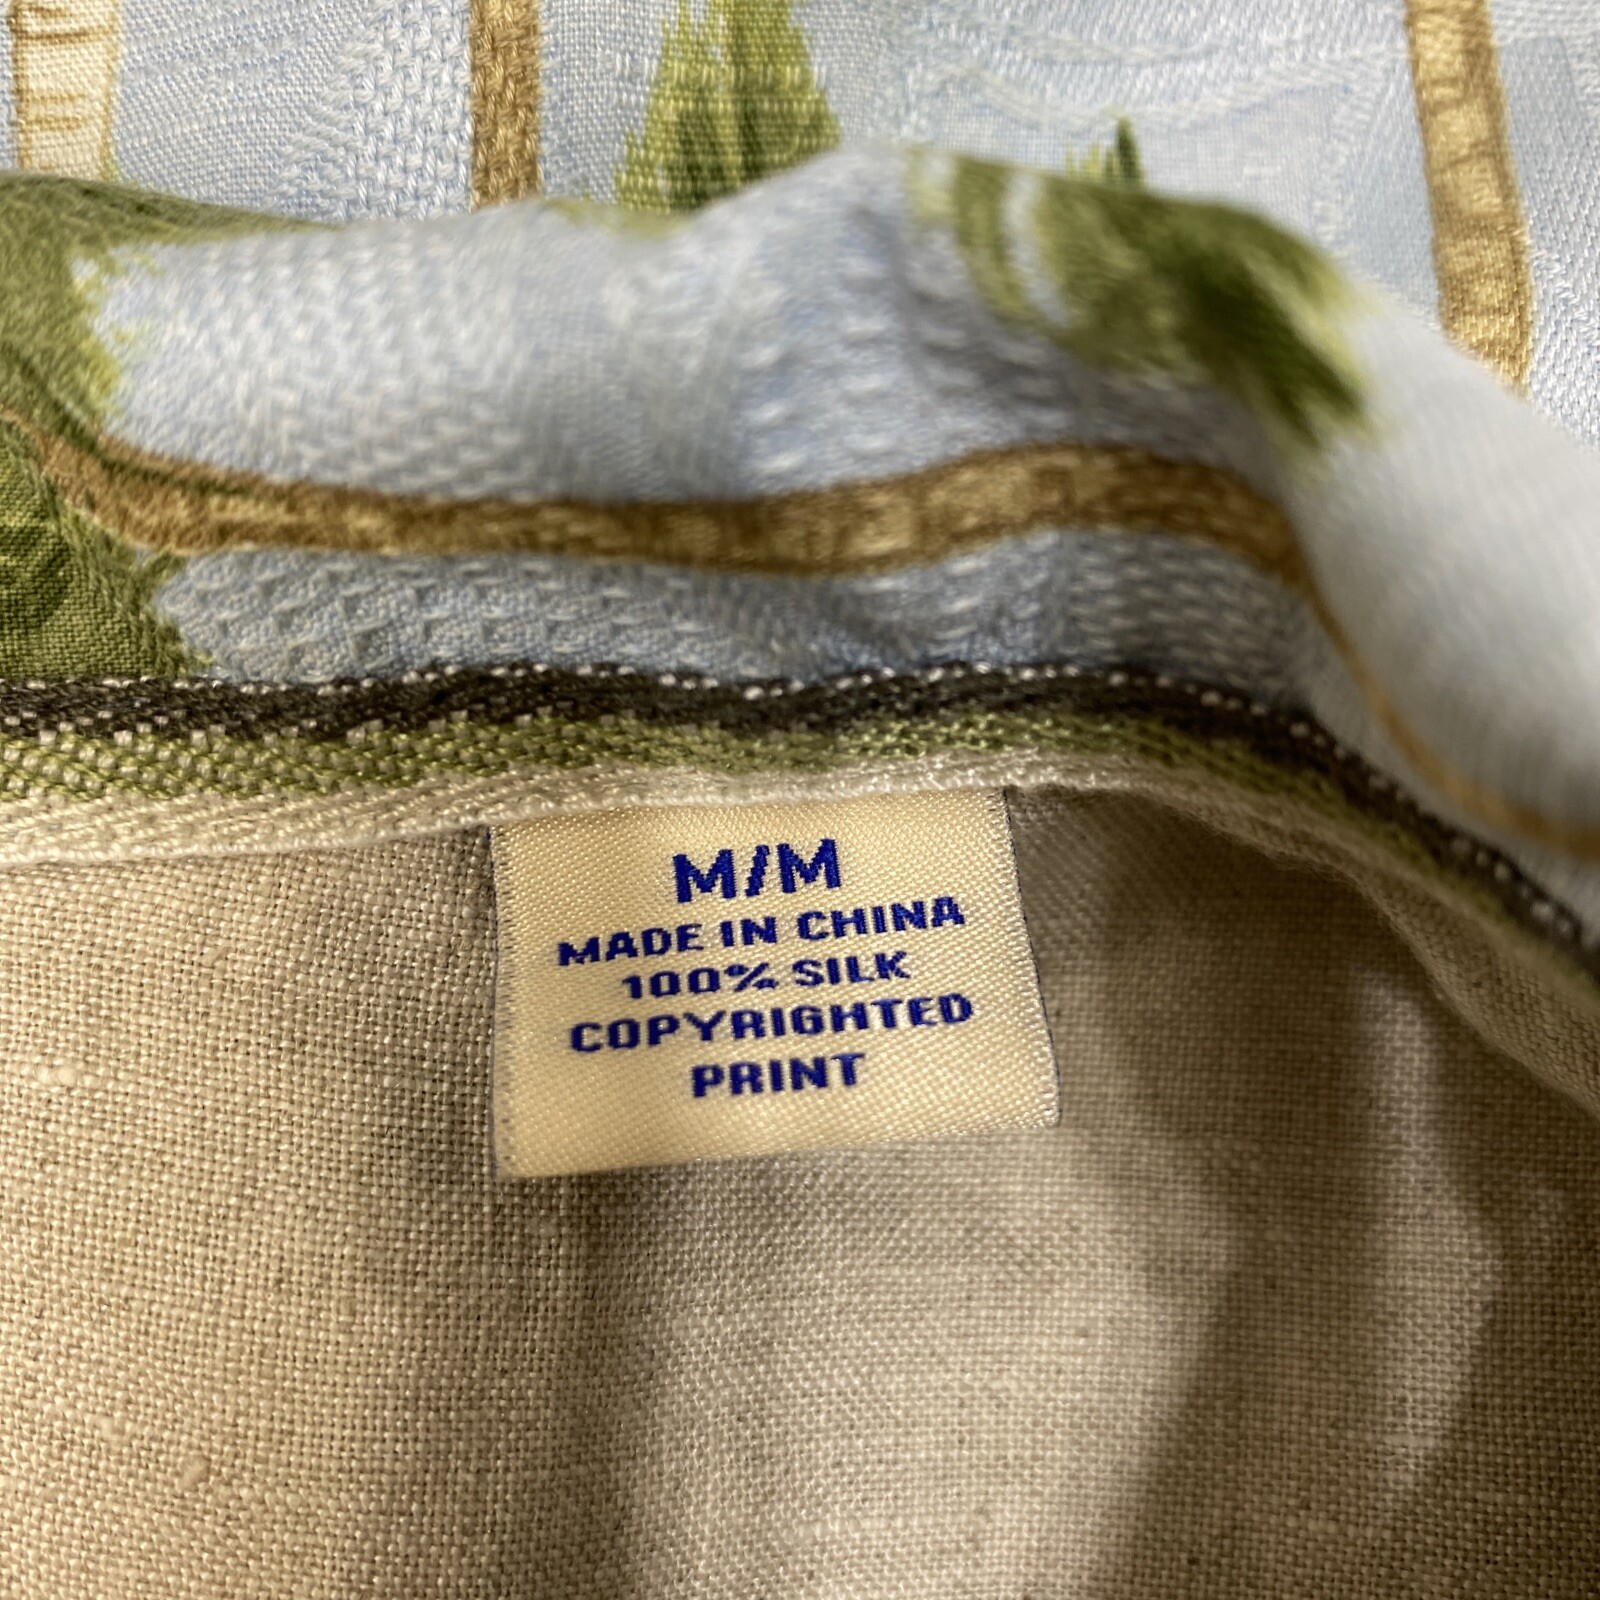 M/M
MADE IN CHINA
100% SILK
COPYRIGHTED
PRINT